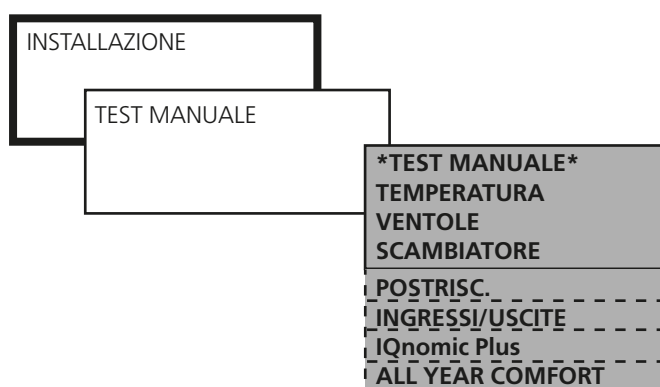 INSTALLAZIONE
TEST MANUALE
*TEST MANUALE*
TEMPERATURA
VENTOLE
SCAMBIATORE
POSTRISC.
INGRESSI/USCITE
IQnomic Plus
ALL YEAR COMFORT